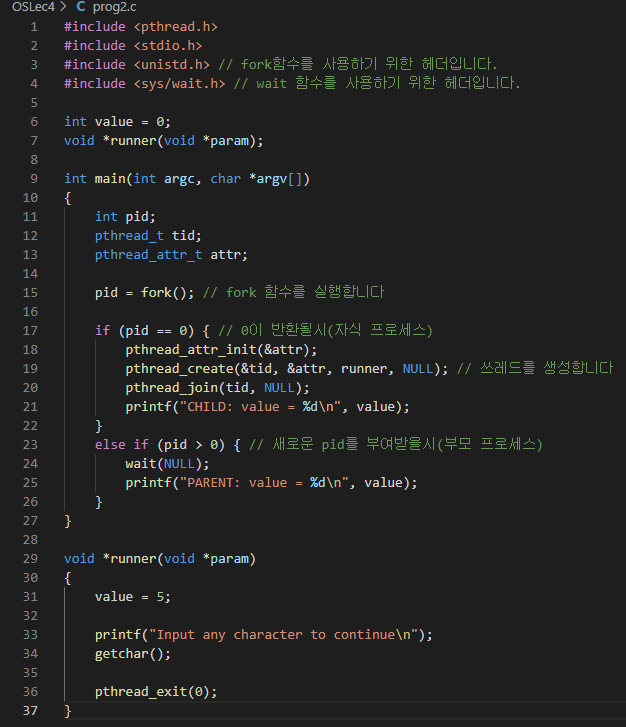 OSLec4 > C prog2.c
1 #include <pthread.h>
2 #include <stdio.h>
3 #include <unistd.h> // fork함수를 사용하기 위한 헤더입니다.
4 #include <sys/wait.h> // wait 함수를 사용하기 위한 헤더입니다.
5
6 int value = 0;
7 void *runner(void *param);
8
9 int main(int argc, char *argv[])
10 {
11     int pid;
12     pthread_t tid;
13     pthread_attr_t attr;
14
15     pid = fork(); // fork 함수를 실행합니다
16
17     if (pid == 0) { // 0이 반환될시(자식 프로세스)
18         pthread_attr_init(&attr);
19         pthread_create(&tid, &attr, runner, NULL); // 쓰레드를 생성합니다
20         pthread_join(tid, NULL);
21         printf("CHILD: value = %d\n", value);
22     }
23     else if (pid > 0) { // 새로운 pid를 부여받을시(부모 프로세스)
24         wait(NULL);
25         printf("PARENT: value = %d\n", value);
26     }
27 }
28
29 void *runner(void *param)
30 {
31     value = 5;
32
33     printf("Input any character to continue\n");
34     getchar();
35
36     pthread_exit(0);
37 }